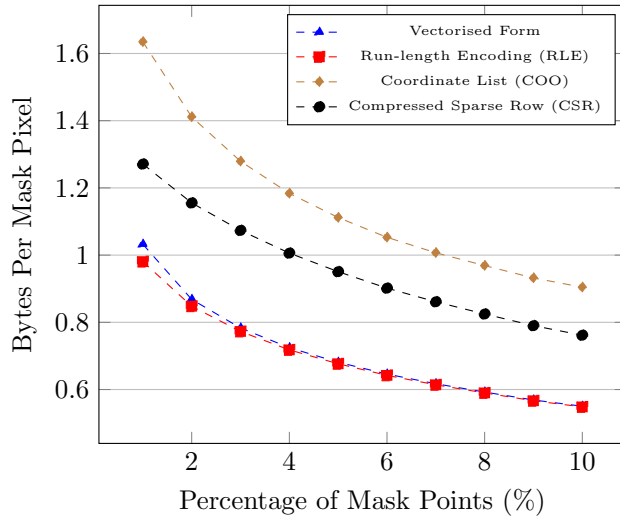 Vectorised Form
Run-length Encoding (RLE)
Coordinate List (COO)
Compressed Sparse Row (CSR)
Bytes Per Mask Pixel
1.6
1.4
1.2
1
0.8
0.6
2 4 6 8 10
Percentage of Mask Points (%)